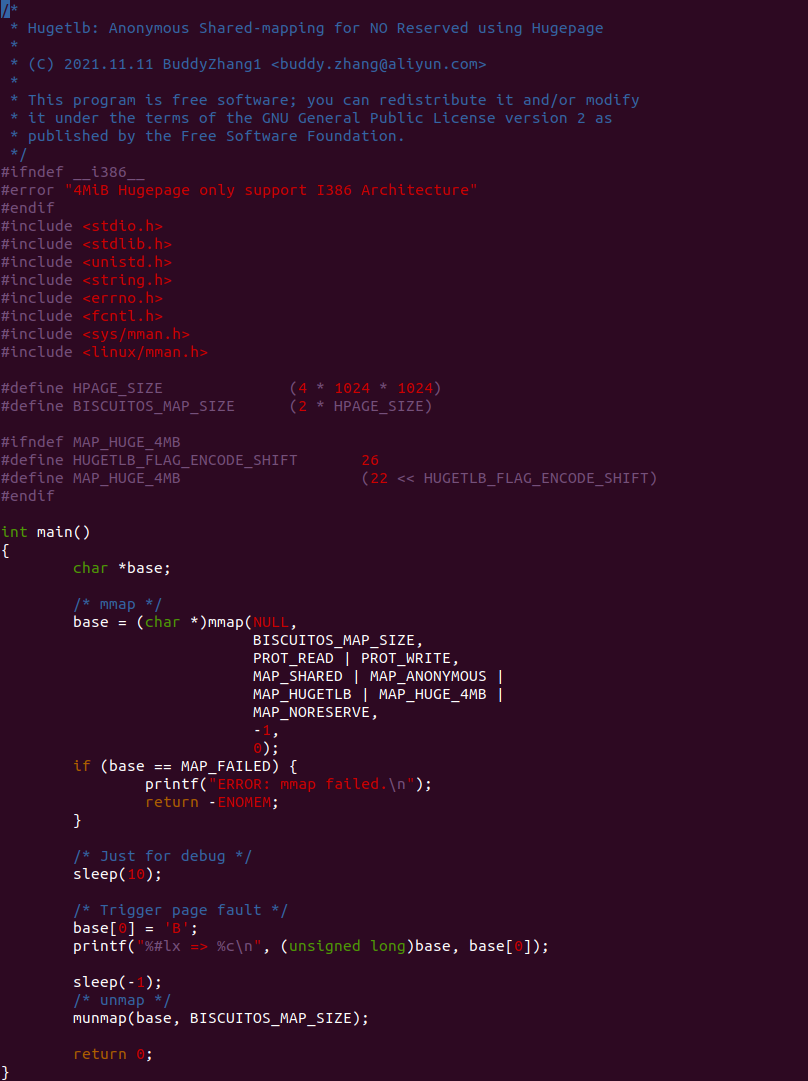 /*
 * Hugetlb: Anonymous Shared-mapping for NO Reserved using Hugepage
 *
 * (C) 2021.11.11 BuddyZhang1 <buddy.zhang@aliyun.com>
 *
 * This program is free software; you can redistribute it and/or modify
 * it under the terms of the GNU General Public License version 2 as
 * published by the Free Software Foundation.
 */
#ifndef __i386__
#error "4MiB Hugepage only support I386 Architecture"
#endif
#include <stdio.h>
#include <stdlib.h>
#include <unistd.h>
#include <string.h>
#include <errno.h>
#include <fcntl.h>
#include <sys/mman.h>
#include <linux/mman.h>

#define HPAGE_SIZE              (4 * 1024 * 1024)
#define BISCUITOS_MAP_SIZE      (2 * HPAGE_SIZE)

#ifndef MAP_HUGE_4MB
#define HUGETLB_FLAG_ENCODE_SHIFT       26
#define MAP_HUGE_4MB                    (22 << HUGETLB_FLAG_ENCODE_SHIFT)
#endif

int main()
{
        char *base;

        /* mmap */
        base = (char *)mmap(NULL,
                            BISCUITOS_MAP_SIZE,
                            PROT_READ | PROT_WRITE,
                            MAP_SHARED | MAP_ANONYMOUS |
                            MAP_HUGETLB | MAP_HUGE_4MB |
                            MAP_NORESERVE,
                            -1,
                            0);
        if (base == MAP_FAILED) {
                printf("ERROR: mmap failed.\n");
                return -ENOMEM;
        }

        /* Just for debug */
        sleep(10);

        /* Trigger page fault */
        base[0] = 'B';
        printf("%#lx => %c\n", (unsigned long)base, base[0]);

        sleep(-1);
        /* unmap */
        munmap(base, BISCUITOS_MAP_SIZE);

        return 0;
}